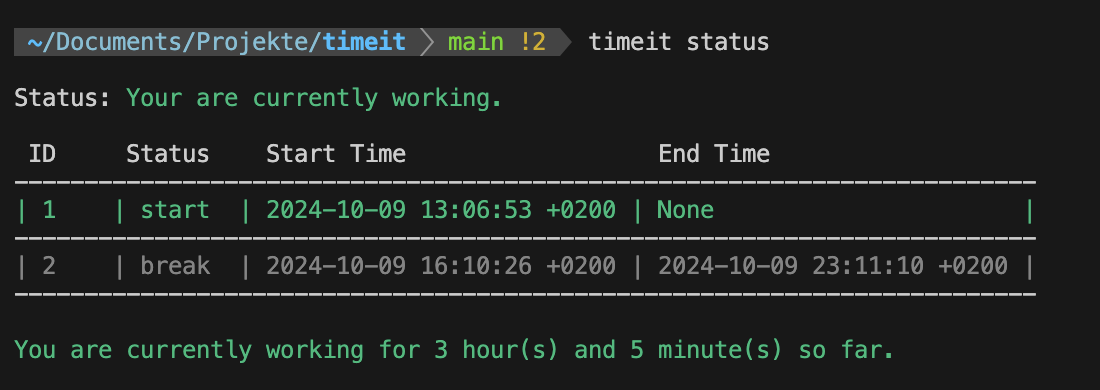 ~/Documents/Projekte/timeit main !2 timeit status
Status: Your are currently working.
ID Status Start Time End Time
--------------------------------------------------------------------------
| 1 | start | 2024-10-09 13:06:53 +0200 | None |
--------------------------------------------------------------------------
| 2 | break | 2024-10-09 16:10:26 +0200 | 2024-10-09 23:11:10 +0200 |
--------------------------------------------------------------------------
You are currently working for 3 hour(s) and 5 minute(s) so far.